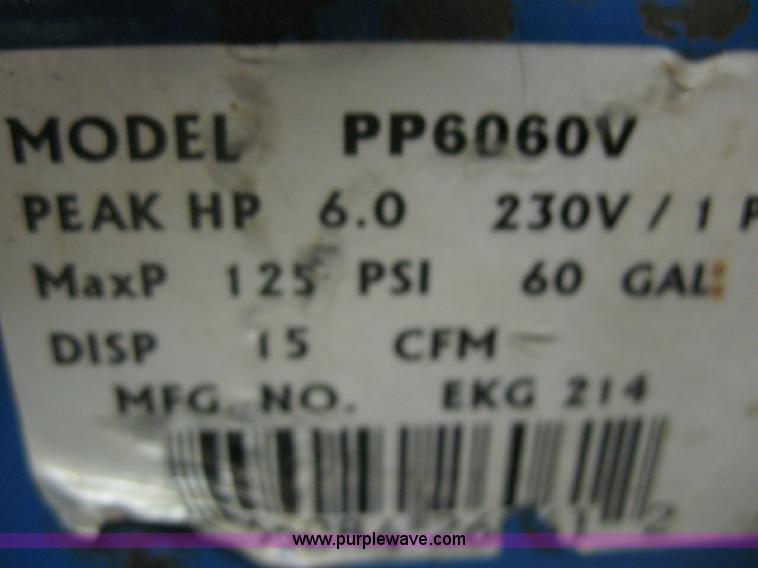 MODEL PP6060V
PEAK HP 6.0 230V / 1 P
MaxP 125 PSI 60 GAL
DISP 15 CFM
MFG. NO. EKG 214
www.purplewave.com